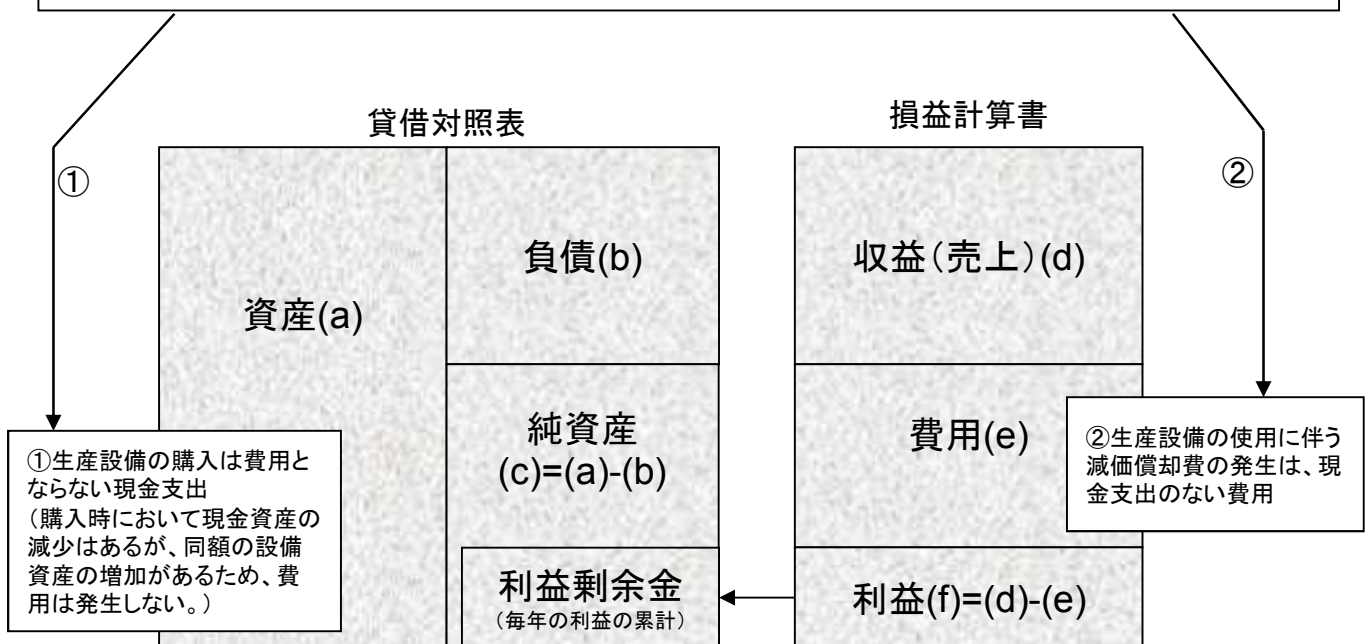 貸借対照表
損益計算書
①
②
資産(a)
負債(b)
収益(売上)(d)
純資産
(c)=(a)-(b)
費用(e)
①生産設備の購入は費用と
ならない現金支出
(購入時において現金資産の
減少はあるが、同額の設備
資産の増加があるため、費
用は発生しない。)
②生産設備の使用に伴う
減価償却費の発生は、現
金支出のない費用
利益剰余金
(毎年の利益の累計)
利益(f)=(d)-(e)